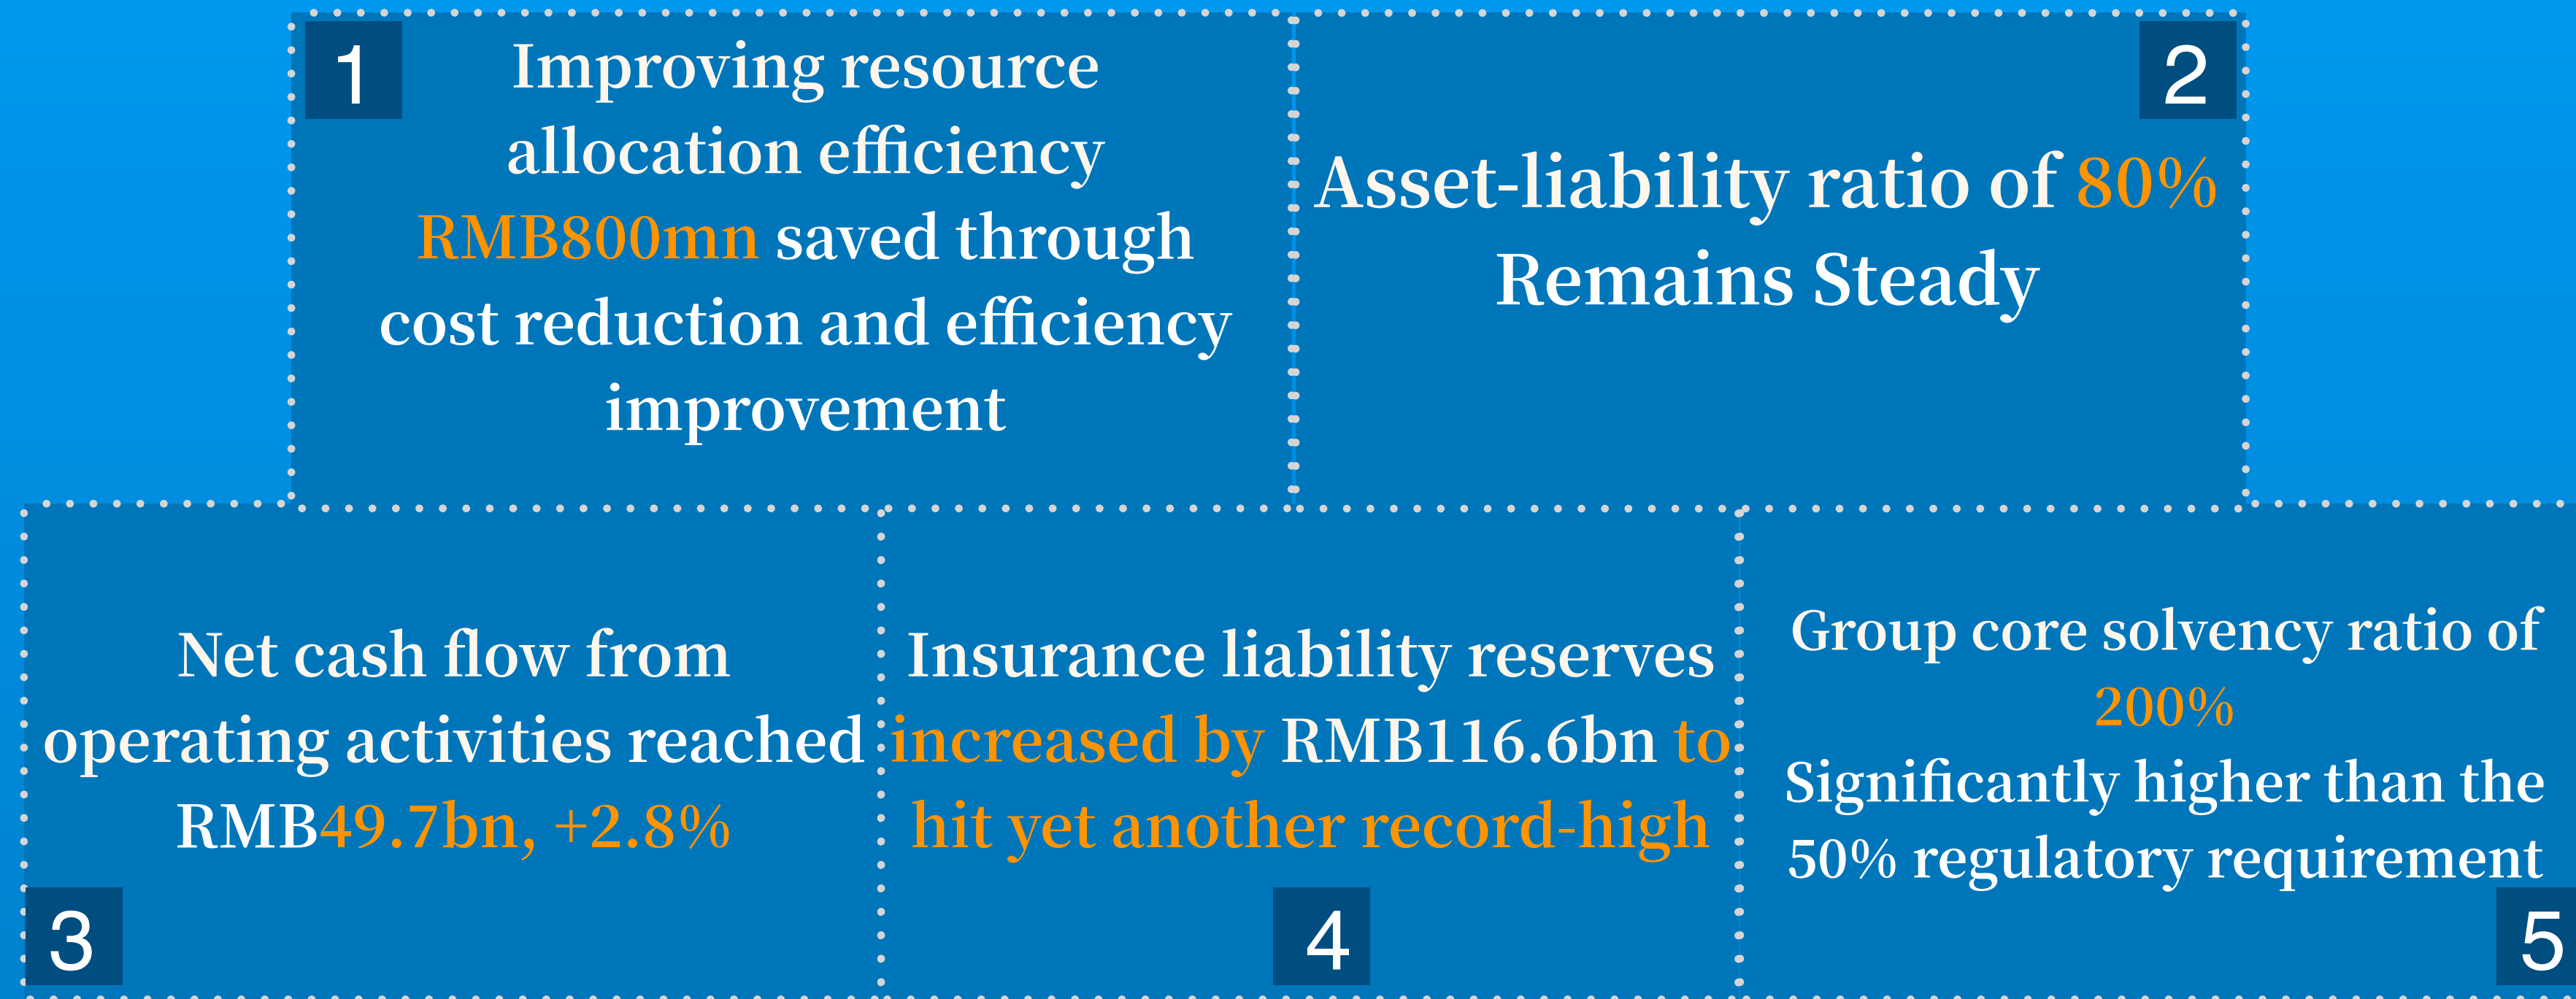 1
Improving resource
allocation efficiency
RMB800mn saved through
cost reduction and efficiency
improvement
2
Asset-liability ratio of 80%
Remains Steady
Net cash flow from
operating activities reached
RMB49.7bn, +2.8%
3
Insurance liability reserves
increased by RMB116.6bn to
hit yet another record-high
4
Group core solvency ratio of
200%
Significantly higher than the
50% regulatory requirement
5